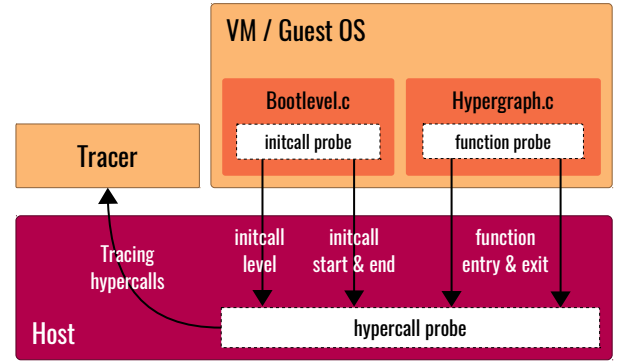 VM / Guest OS
Bootlevel.c
initcall probe
Hypergraph.c
function probe
Tracer
Tracing
hypercalls
initcall
level
initcall
start & end
function
entry & exit
hypercall probe
Host